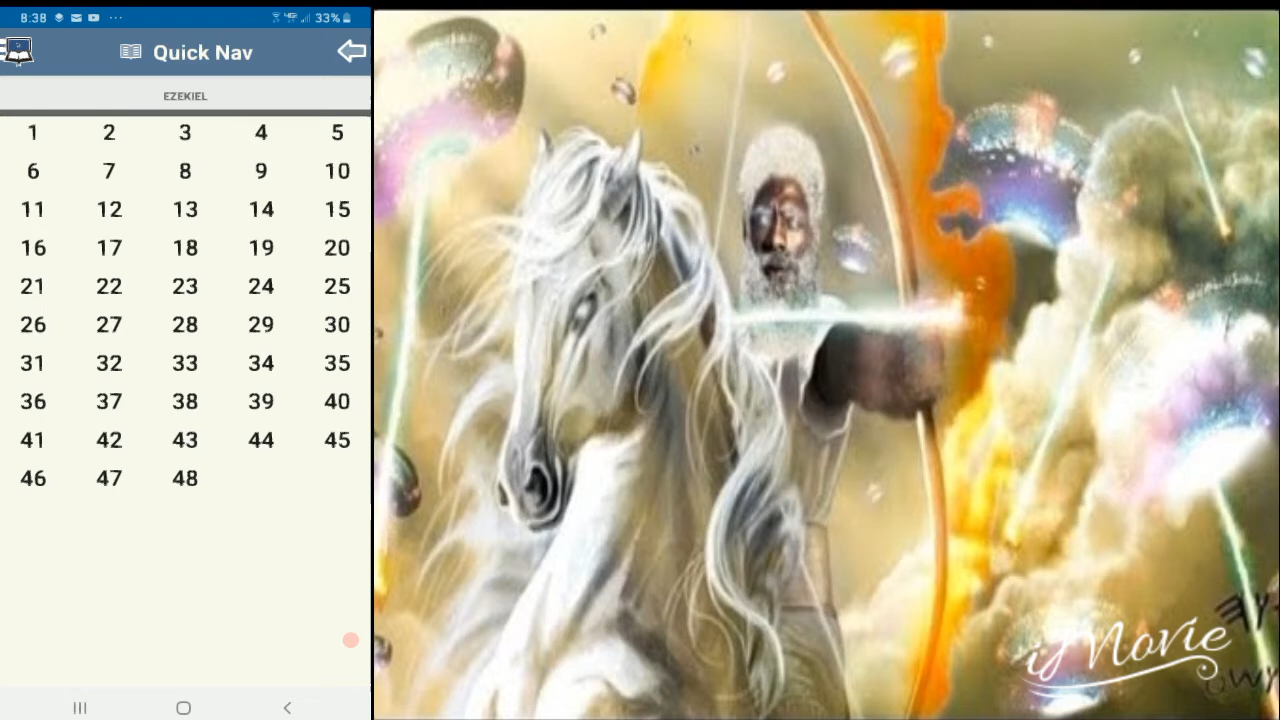 8:38 33%
Quick Nav
EZEKIEL
1 2 3 4 5
6 7 8 9 10
11 12 13 14 15
16 17 18 19 20
21 22 23 24 25
26 27 28 29 30
31 32 33 34 35
36 37 38 39 40
41 42 43 44 45
46 47 48
iMovie